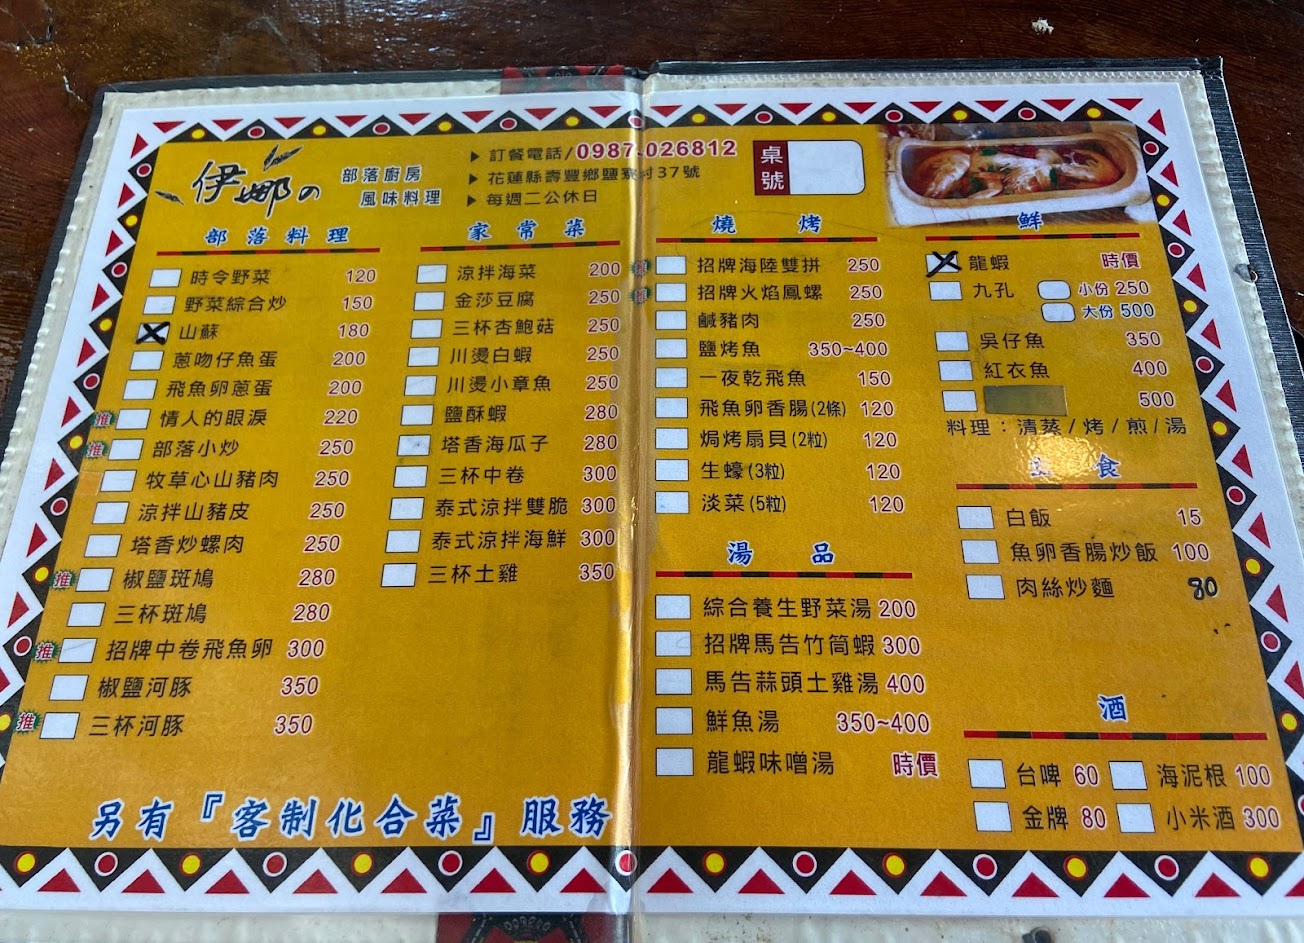 伊娜の
部落廚房
風味料理
▶ 訂餐電話/0987-026812
▶ 花蓮縣壽豐鄉鹽寮村37號
▶ 每週二公休日
桌號
部落料理
時令野菜 120
野菜綜合炒 150
山蘇 180
蔥吻仔魚蛋 200
飛魚卵蔥蛋 200
推 情人的眼淚 220
推 部落小炒 250
牧草心山豬肉 250
涼拌山豬皮 250
塔香炒螺肉 250
推 椒鹽斑鳩 280
三杯斑鳩 280
推 招牌中卷飛魚卵 300
椒鹽河豚 350
推 三杯河豚 350
家常菜
涼拌海菜 200
金莎豆腐 250
三杯杏鮑菇 250
川燙白蝦 250
川燙小章魚 250
鹽酥蝦 280
塔香海瓜子 280
三杯中卷 300
泰式涼拌雙脆 300
泰式涼拌海鮮 300
三杯土雞 350
另有『客制化合菜』服務
燒烤
推 招牌海陸雙拼 250
推 招牌火焰鳳螺 250
鹹豬肉 250
鹽烤魚 350~400
一夜乾飛魚 150
飛魚卵香腸(2條) 120
焗烤扇貝(2粒) 120
生蠔(3粒) 120
淡菜(5粒) 120
湯品
綜合養生野菜湯 200
招牌馬告竹筒蝦 300
馬告蒜頭土雞湯 400
鮮魚湯 350~400
龍蝦味噌湯 時價
鮮
龍蝦 時價
九孔 小份 250
大份 500
吳仔魚 350
紅衣魚 400
500
料理：清蒸/烤/煎/湯
主食
白飯 15
魚卵香腸炒飯 100
肉絲炒麵 80
酒
台啤 60 海泥根 100
金牌 80 小米酒 300